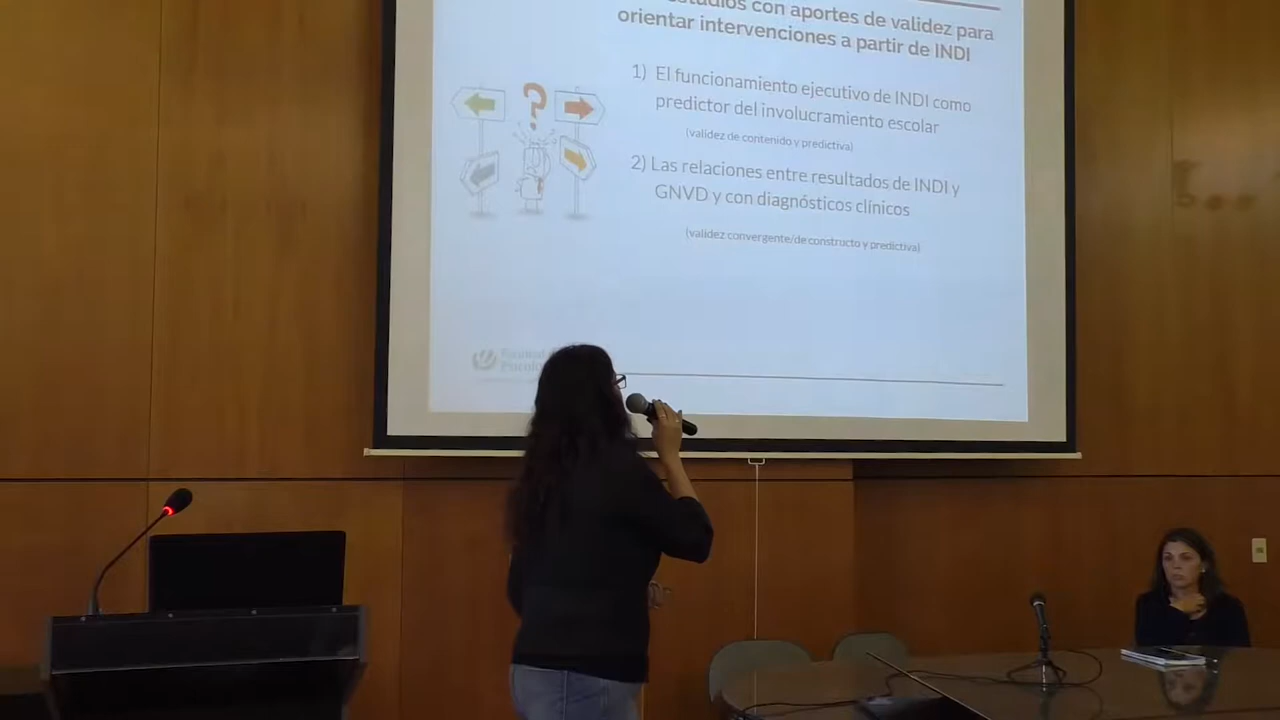 estudios con aportes de validez para
orientar intervenciones a partir de INDI
1) El funcionamiento ejecutivo de INDI como
predictor del involucramiento escolar
(validez de contenido y predictiva)
2) Las relaciones entre resultados de INDI y
GNVD y con diagnósticos clínicos
(validez convergente/de constructo y predictiva)
Facultad